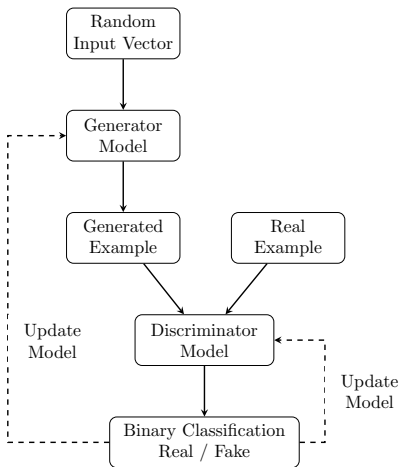 Random
Input Vector
Generator
Model
Generated
Example
Real
Example
Discriminator
Model
Update
Model
Update
Model
Binary Classification
Real / Fake